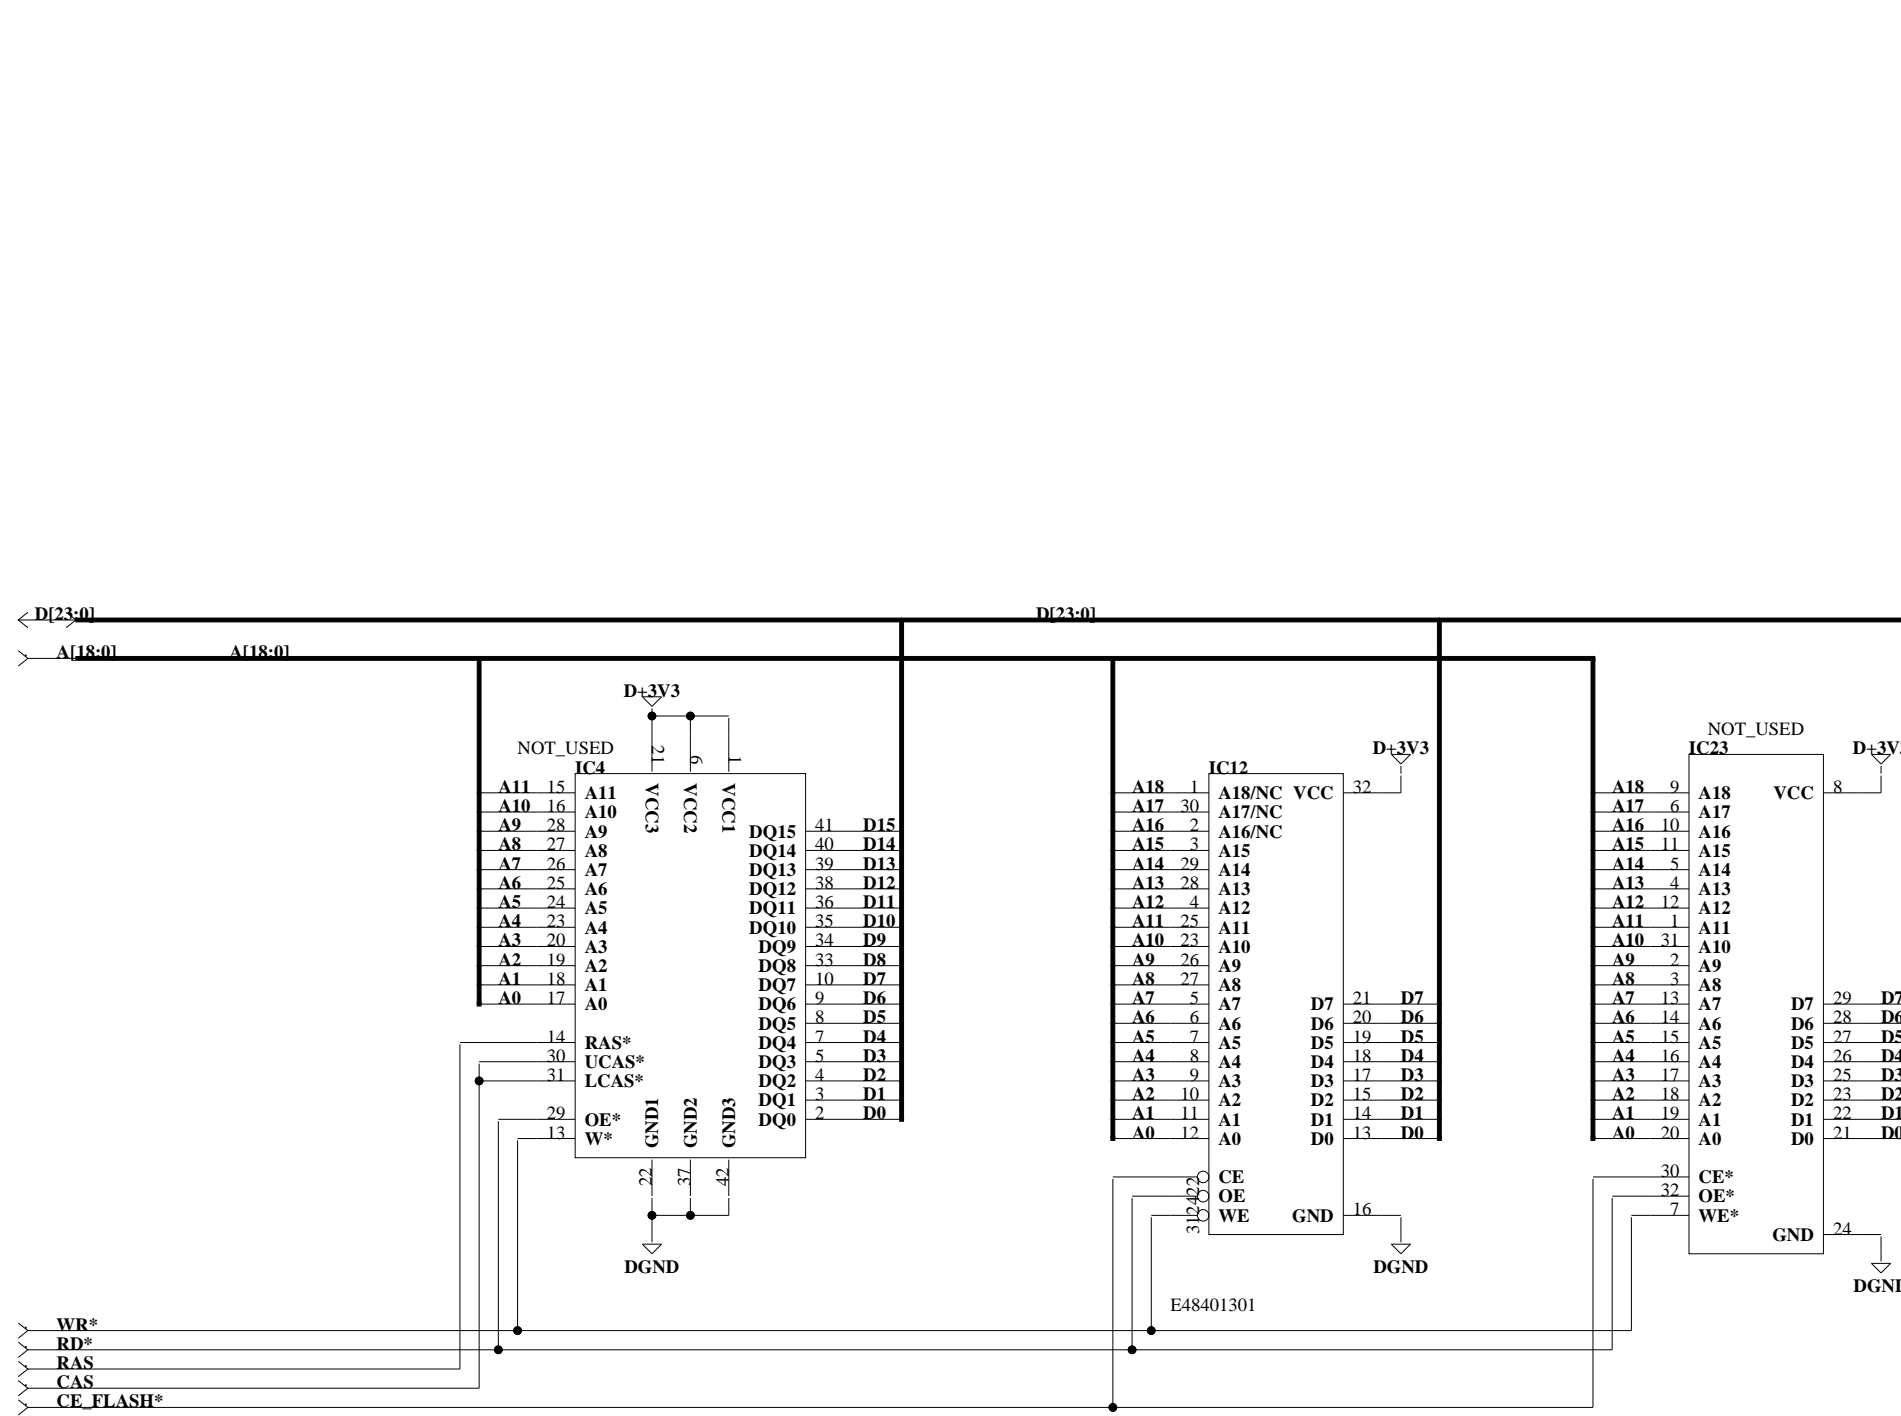 D[23:0] D[23:0]
A[18:0] A[18:0]
D+3V3
NOT_USED
IC4
21 6 1
VCC3 VCC2 VCC1
A11 15 A11
A10 16 A10
A9 28 A9
A8 27 A8
A7 26 A7
A6 25 A6
A5 24 A5
A4 23 A4
A3 20 A3
A2 19 A2
A1 18 A1
A0 17 A0
14 RAS*
30 UCAS*
31 LCAS*
29 OE*
13 W*
DQ15 41 D15
DQ14 40 D14
DQ13 39 D13
DQ12 38 D12
DQ11 36 D11
DQ10 35 D10
DQ9 34 D9
DQ8 33 D8
DQ7 10 D7
DQ6 9 D6
DQ5 8 D5
DQ4 7 D4
DQ3 5 D3
DQ2 4 D2
DQ1 3 D1
DQ0 2 D0
GND1 GND2 GND3
22 37 42
DGND
IC12
D+3V3
A18 1 A18/NC VCC 32
A17 30 A17/NC
A16 2 A16/NC
A15 3 A15
A14 29 A14
A13 28 A13
A12 4 A12
A11 25 A11
A10 23 A10
A9 26 A9
A8 27 A8
A7 5 A7 D7 21 D7
A6 6 A6 D6 20 D6
A5 7 A5 D5 19 D5
A4 8 A4 D4 18 D4
A3 9 A3 D3 17 D3
A2 10 A2 D2 15 D2
A1 11 A1 D1 14 D1
A0 12 A0 D0 13 D0
22 CE
24 OE
31 WE GND 16
DGND
E48401301
NOT_USED
IC23
D+3V
A18 9 A18 VCC 8
A17 6 A17
A16 10 A16
A15 11 A15
A14 5 A14
A13 4 A13
A12 12 A12
A11 1 A11
A10 31 A10
A9 2 A9
A8 3 A8
A7 13 A7 D7 29 D7
A6 14 A6 D6 28 D6
A5 15 A5 D5 27 D5
A4 16 A4 D4 26 D4
A3 17 A3 D3 25 D3
A2 18 A2 D2 23 D2
A1 19 A1 D1 22 D1
A0 20 A0 D0 21 D0
30 CE*
32 OE*
7 WE*
GND 24
WR*
RD*
RAS
CAS
CE_FLASH*